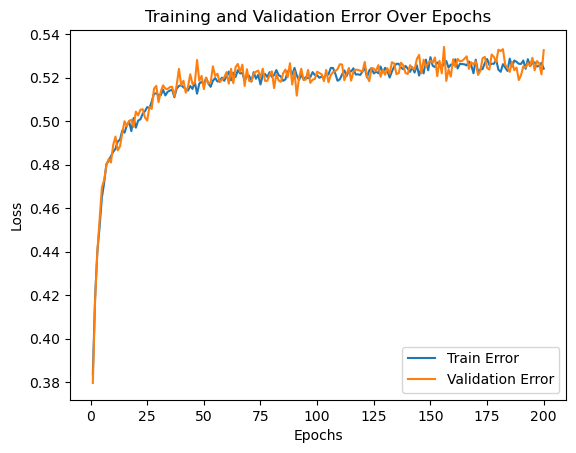 Training and Validation Error Over Epochs
0.54
0.52
0.50
0.48
0.46
0.44
0.42
0.40
0.38
Loss
Train Error
Validation Error
0 25 50 75 100 125 150 175 200
Epochs